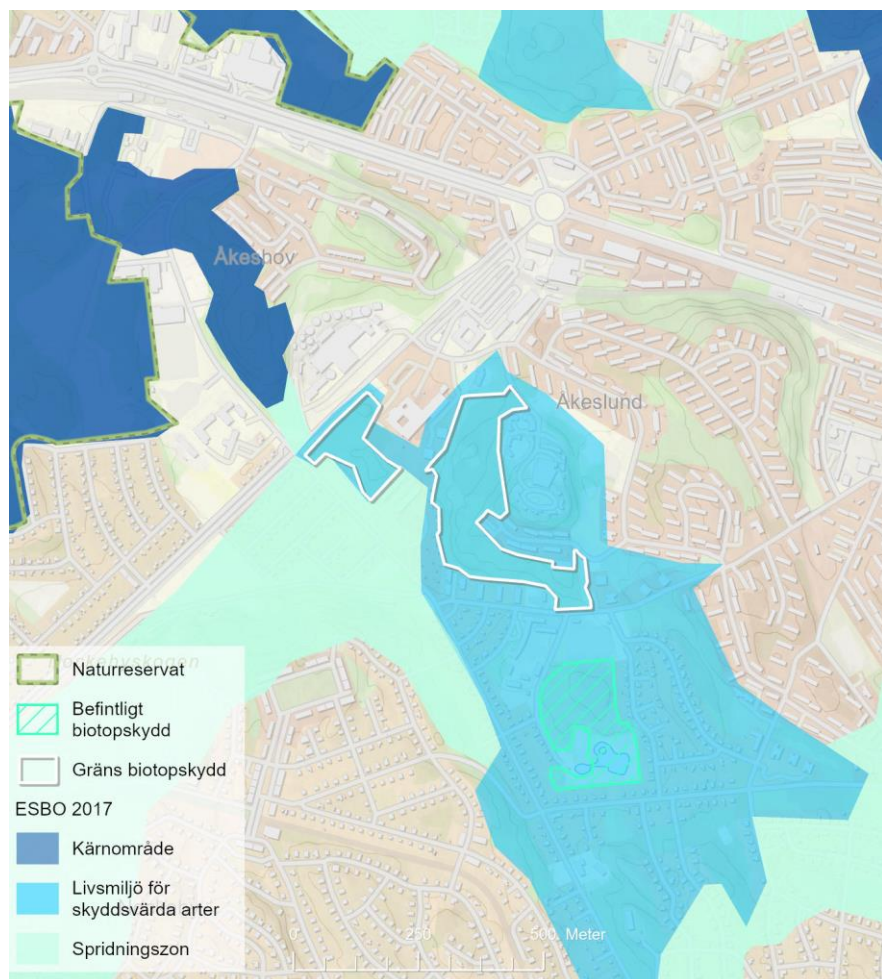 Åkeshov
Åkeslund
Naturreservat
Befintligt
biotopskydd
Gräns biotopskydd
ESBO 2017
Kärnområde
Livsmiljö för
skyddsvärda arter
Spridningszon
0 250 500 Meter